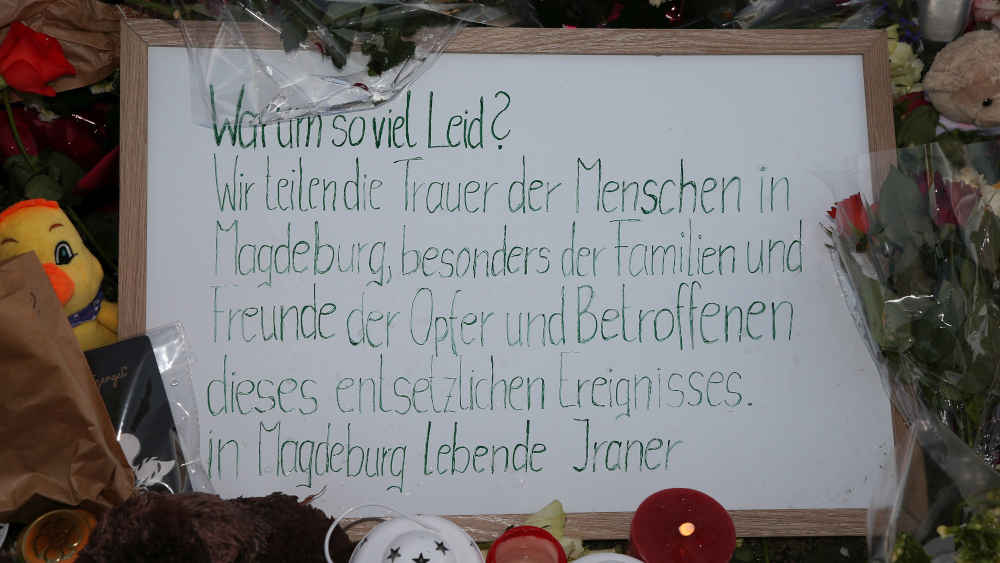 Warum so viel Leid?
Wir teilen die Trauer der Menschen in
Magdeburg, besonders der Familien und
Freunde der Opfer und Betroffenen
dieses entsetzlichen Ereignisses.
in Magdeburg lebende Iraner